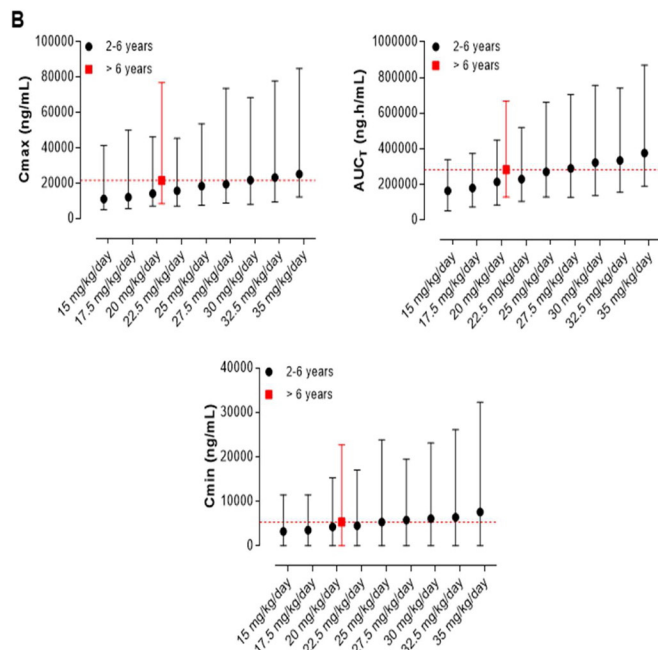 B
Cmax (ng/mL)
100000
80000
60000
40000
20000
0
2-6 years
> 6 years
15 mg/kg/day
17.5 mg/kg/day
20 mg/kg/day
22.5 mg/kg/day
25 mg/kg/day
27.5 mg/kg/day
30 mg/kg/day
32.5 mg/kg/day
35 mg/kg/day
AUCT (ng.h/mL)
1000000
800000
600000
400000
200000
0
2-6 years
> 6 years
15 mg/kg/day
17.5 mg/kg/day
20 mg/kg/day
22.5 mg/kg/day
25 mg/kg/day
27.5 mg/kg/day
30 mg/kg/day
32.5 mg/kg/day
35 mg/kg/day
Cmin (ng/mL)
40000
30000
20000
10000
0
2-6 years
> 6 years
15 mg/kg/day
17.5 mg/kg/day
20 mg/kg/day
22.5 mg/kg/day
25 mg/kg/day
27.5 mg/kg/day
30 mg/kg/day
32.5 mg/kg/day
35 mg/kg/day